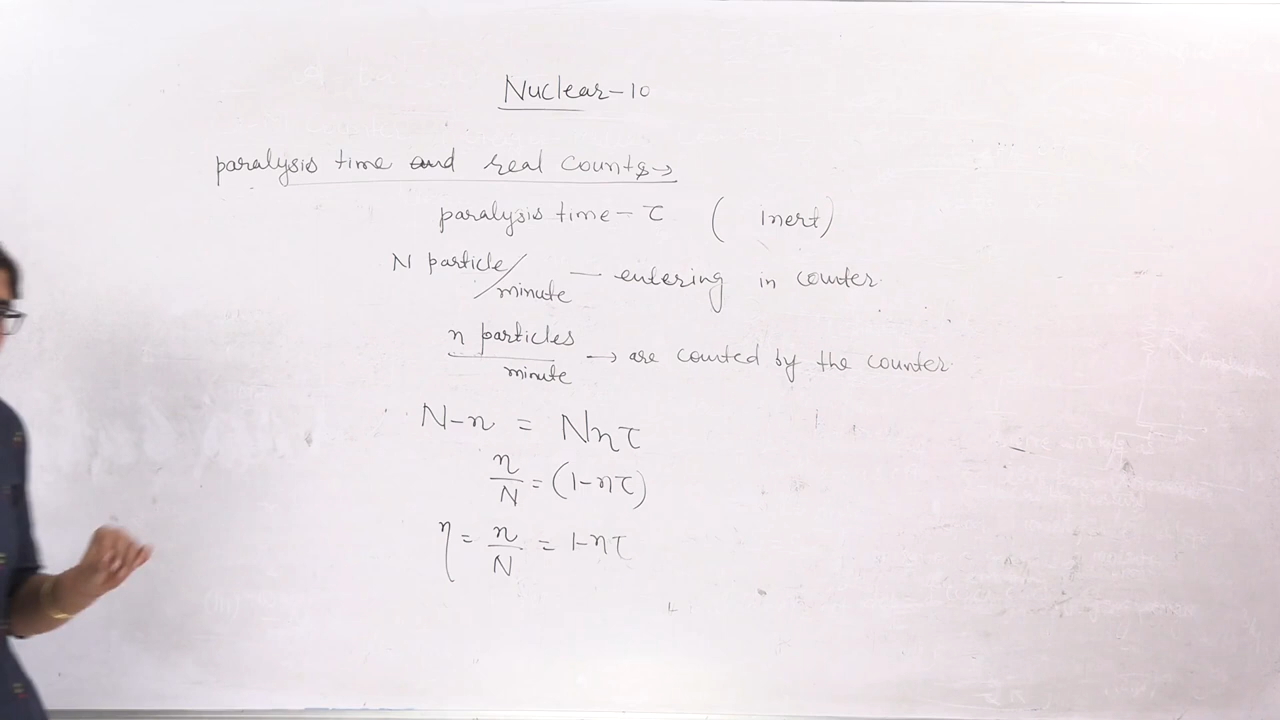 Nuclear-10
paralysis time and real counts→
paralysis time - τ ( inert)
N particle/minute — entering in counter.
n particles/minute → are counted by the counter.
N-n = Nnτ
n/N = (1-nτ)
η = n/N = 1-nτ